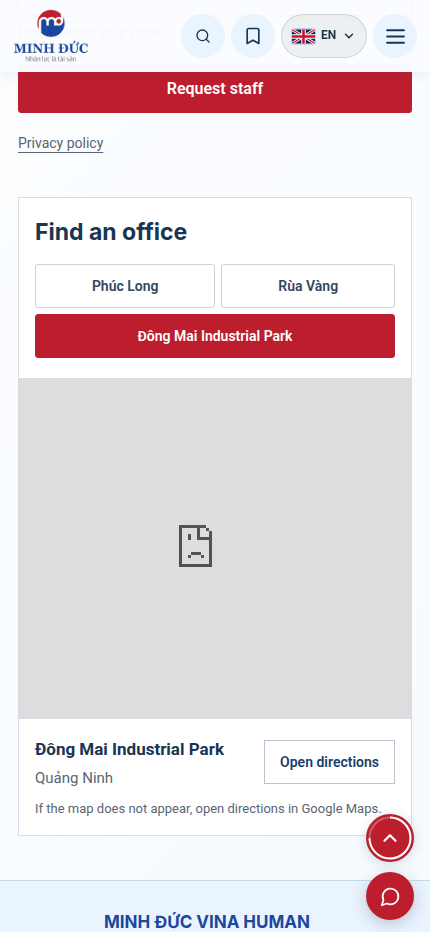 MINH ĐỨC
Nhân lực là tài sản
EN
Request staff
Privacy policy
Find an office
Phúc Long
Rùa Vàng
Đông Mai Industrial Park
Đông Mai Industrial Park
Open directions
Quảng Ninh
If the map does not appear, open directions in Google Maps.
MINH ĐỨC VINA HUMAN